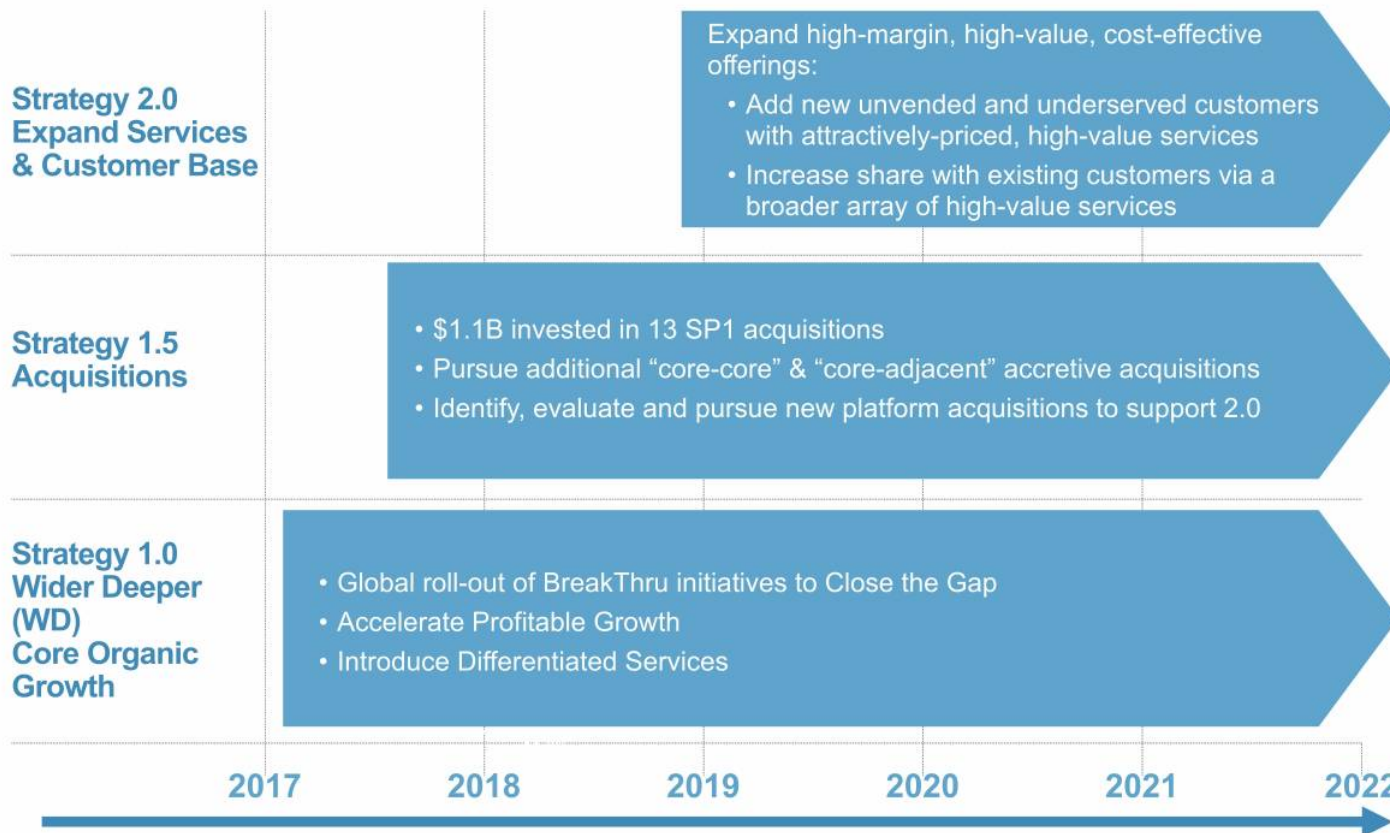 Strategy 2.0
Expand Services
& Customer Base
Expand high-margin, high-value, cost-effective
offerings:
• Add new unvended and underserved customers
with attractively-priced, high-value services
• Increase share with existing customers via a
broader array of high-value services
Strategy 1.5
Acquisitions
• $1.1B invested in 13 SP1 acquisitions
• Pursue additional “core-core” & “core-adjacent” accretive acquisitions
• Identify, evaluate and pursue new platform acquisitions to support 2.0
Strategy 1.0
Wider Deeper
(WD)
Core Organic
Growth
• Global roll-out of BreakThru initiatives to Close the Gap
• Accelerate Profitable Growth
• Introduce Differentiated Services
2017 2018 2019 2020 2021 2022